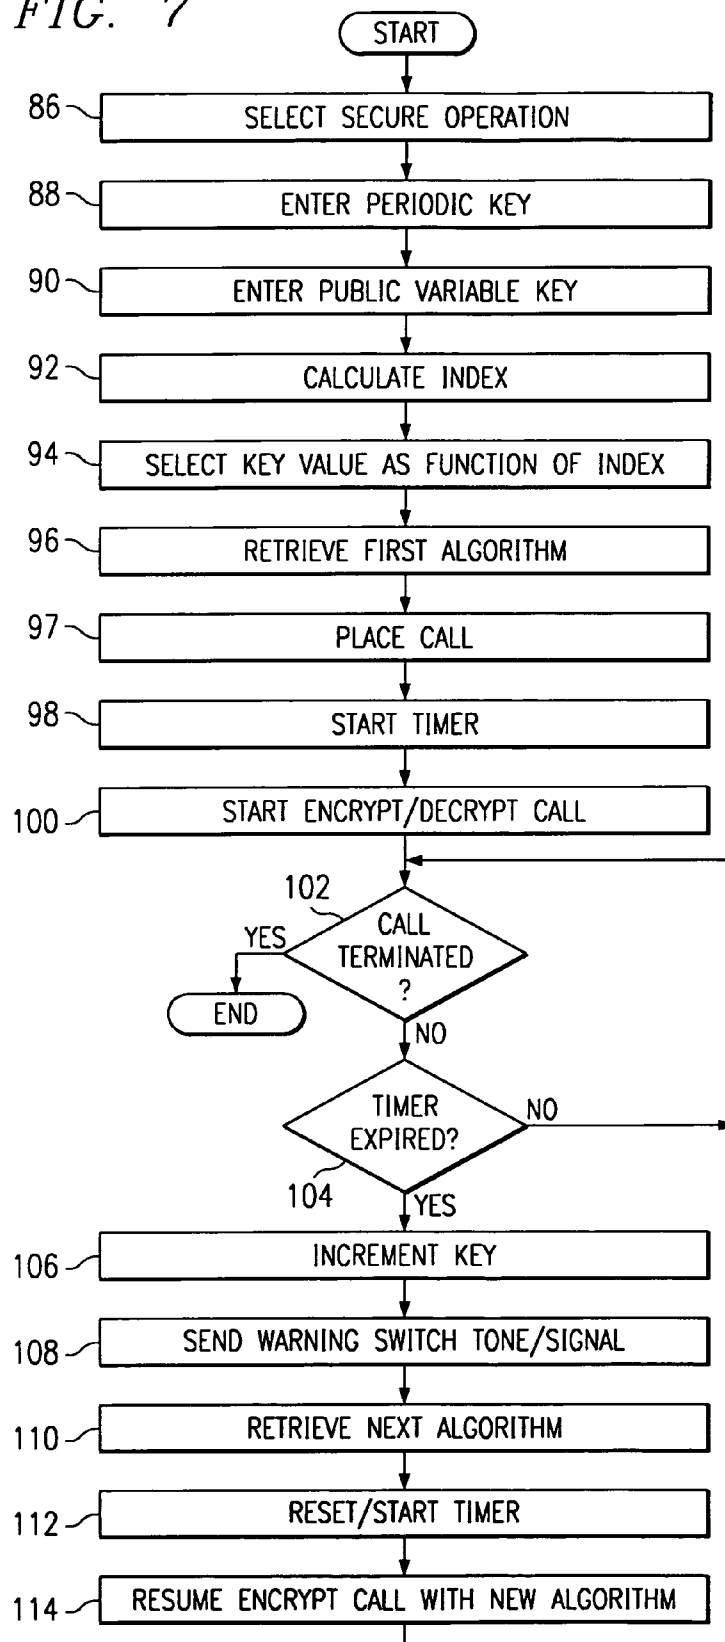 FIG. 7
START
86
SELECT SECURE OPERATION
88
ENTER PERIODIC KEY
90
ENTER PUBLIC VARIABLE KEY
92
CALCULATE INDEX
94
SELECT KEY VALUE AS FUNCTION OF INDEX
96
RETRIEVE FIRST ALGORITHM
97
PLACE CALL
98
START TIMER
100
START ENCRYPT/DECRYPT CALL
102
CALL
TERMINATED
?
YES
END
NO
TIMER
EXPIRED?
NO
104
YES
106
INCREMENT KEY
108
SEND WARNING SWITCH TONE/SIGNAL
110
RETRIEVE NEXT ALGORITHM
112
RESET/START TIMER
114
RESUME ENCRYPT CALL WITH NEW ALGORITHM